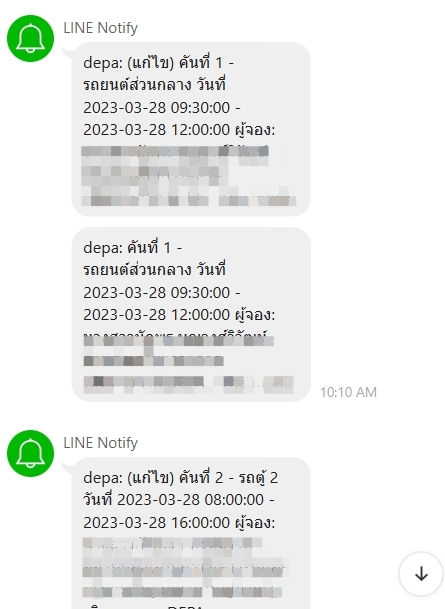 LINE Notify
depa: (แก้ไข) คันที่ 1 -
รถยนต์ส่วนกลาง วันที่
2023-03-28 09:30:00 -
2023-03-28 12:00:00 ผู้จอง:
depa: คันที่ 1 -
รถยนต์ส่วนกลาง วันที่
2023-03-28 09:30:00 -
2023-03-28 12:00:00 ผู้จอง:
10:10 AM
LINE Notify
depa: (แก้ไข) คันที่ 2 - รถตู้ 2
วันที่ 2023-03-28 08:00:00 -
2023-03-28 16:00:00 ผู้จอง: